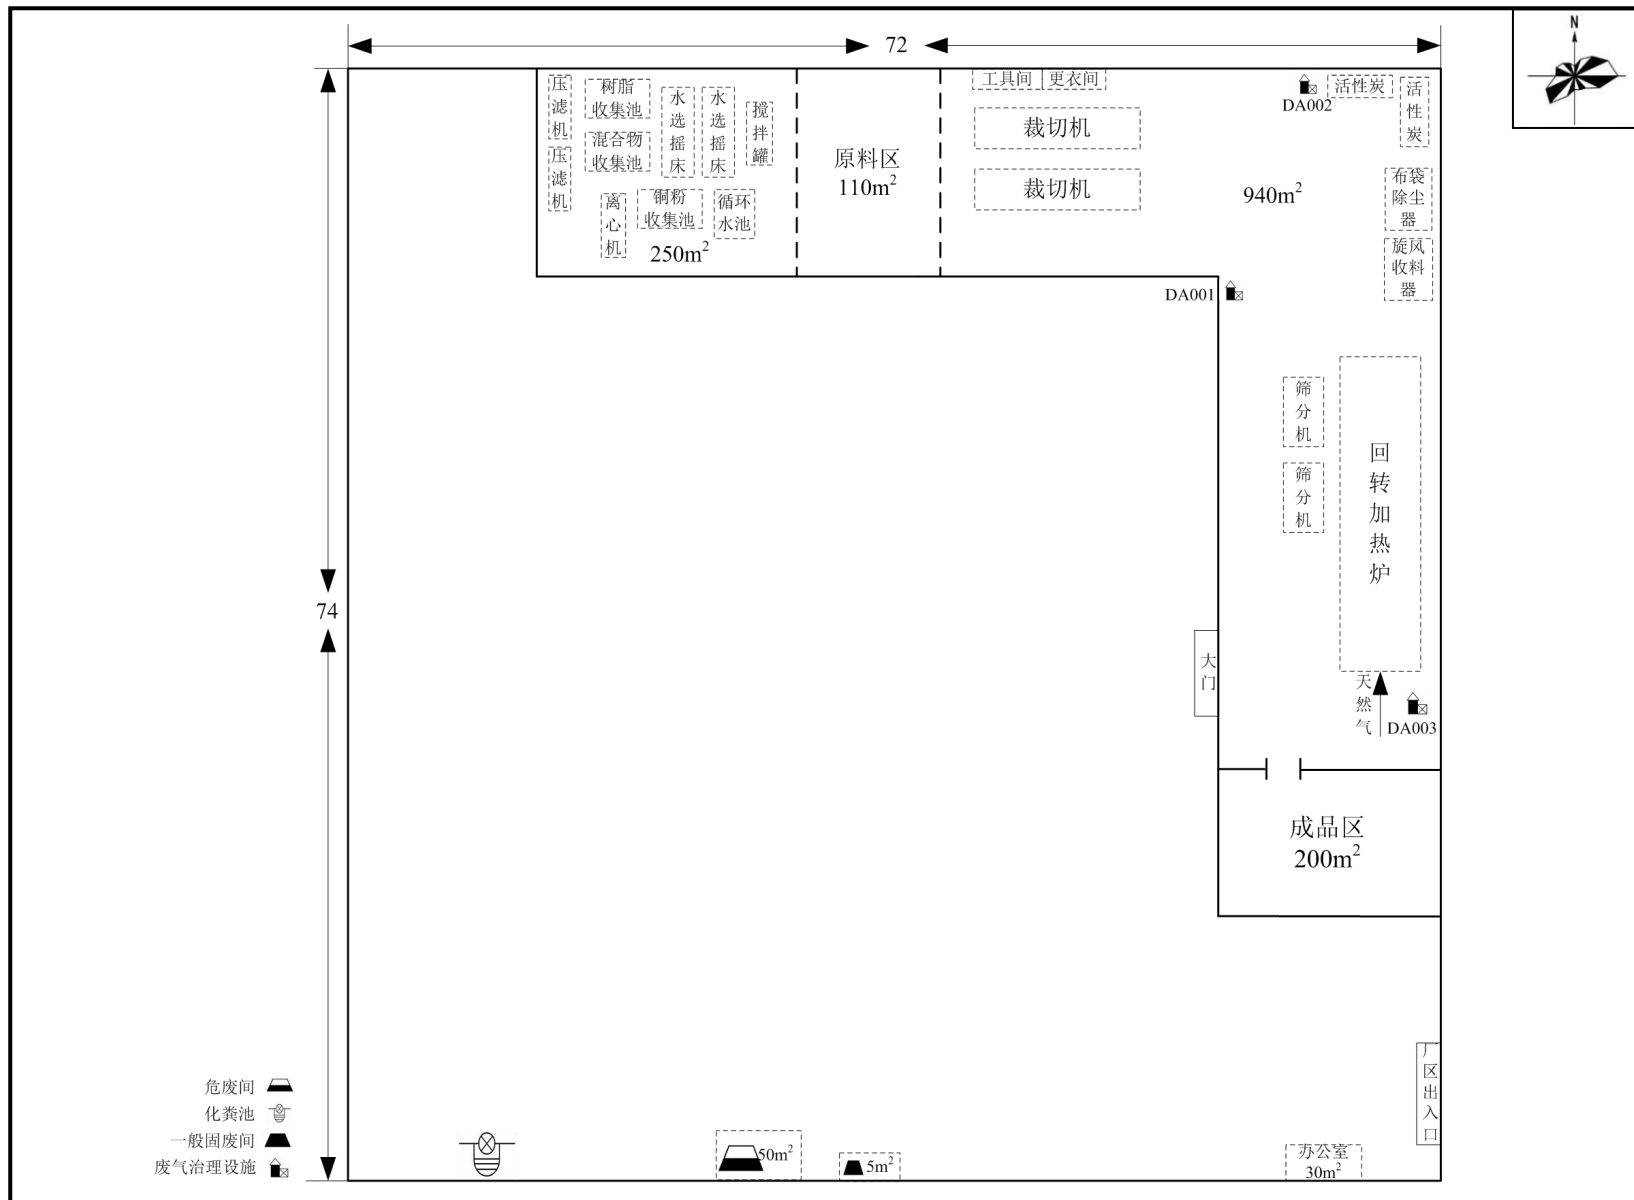 N
72
74
压滤机
压滤机
树脂
收集池
混合物
收集池
水选摇床
水选摇床
搅拌罐
离心机
铜粉
收集池
循环
水池
250m²
原料区
110m²
工具间
更衣间
裁切机
裁切机
940m²
DA002
活性炭
活性炭
布袋
除尘
器
旋风
收料
器
DA001
筛分机
筛分机
回转加热炉
大门
天然气
DA003
成品区
200m²
厂区出入口
办公室
30m²
50m²
5m²
危废间
化粪池
一般固废间
废气治理设施